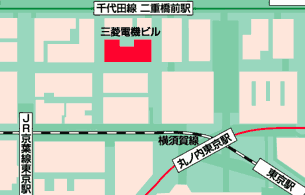 千代田線 二重橋前駅
三菱電機ビル
横須賀線
丸ノ内東京駅
JR京葉線東京駅
東京駅